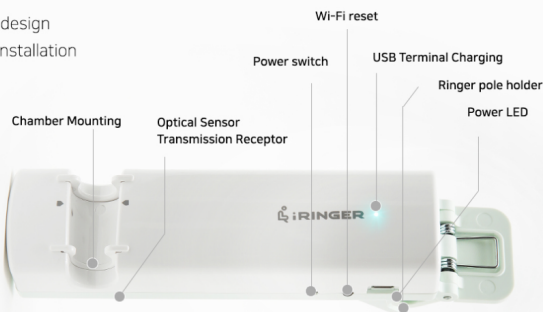 design
nstallation
Wi-Fi reset
Power switch
USB Terminal Charging
Ringer pole holder
Power LED
Chamber Mounting
Optical Sensor
Transmission Receptor
iRINGER